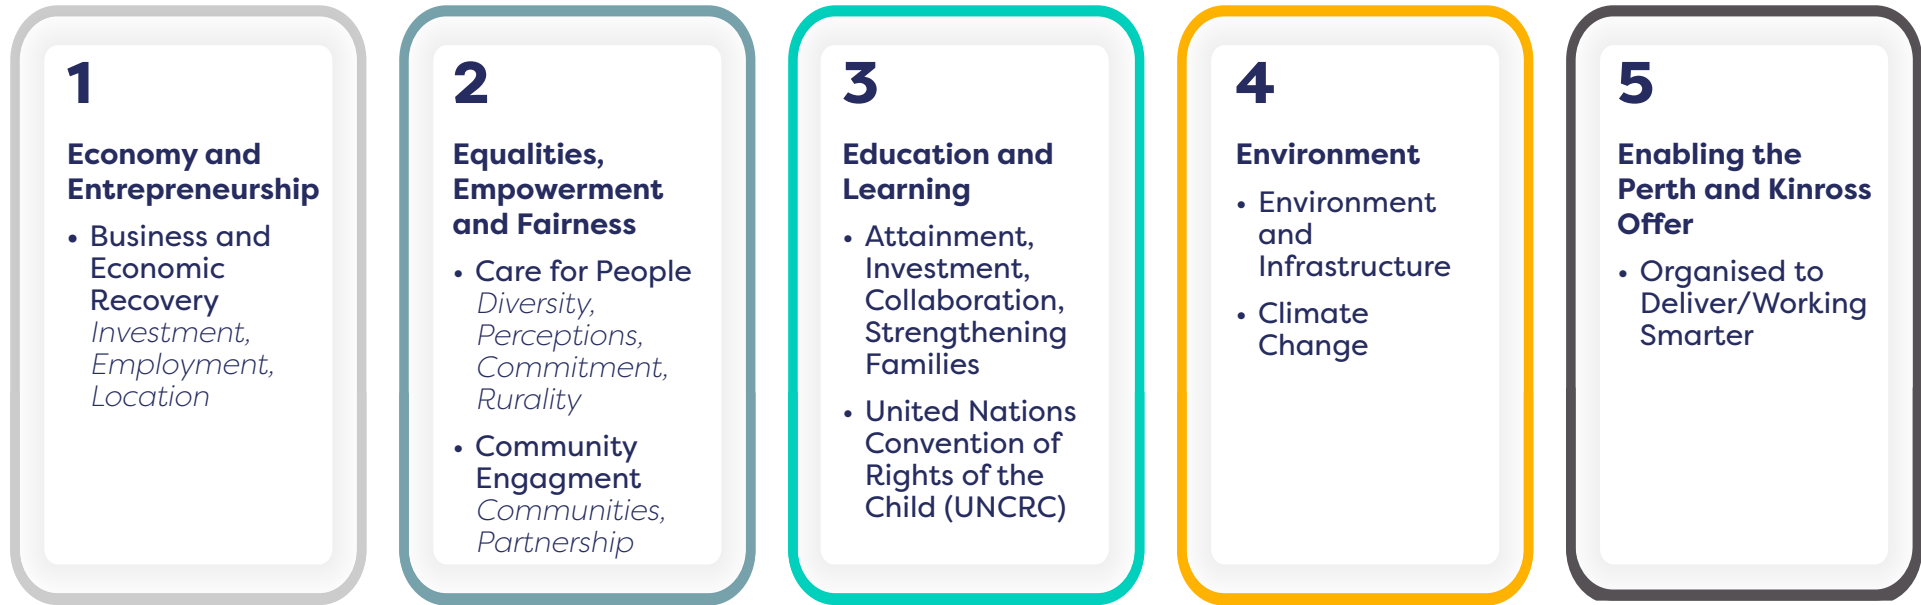 1
Economy and
Entrepreneurship
• Business and
Economic
Recovery
Investment,
Employment,
Location
2
Equalities,
Empowerment
and Fairness
• Care for People
Diversity,
Perceptions,
Commitment,
Rurality
• Community
Engagment
Communities,
Partnership
3
Education and
Learning
• Attainment,
Investment,
Collaboration,
Strengthening
Families
• United Nations
Convention of
Rights of the
Child (UNCRC)
4
Environment
• Environment
and
Infrastructure
• Climate
Change
5
Enabling the
Perth and Kinross
Offer
• Organised to
Deliver/Working
Smarter